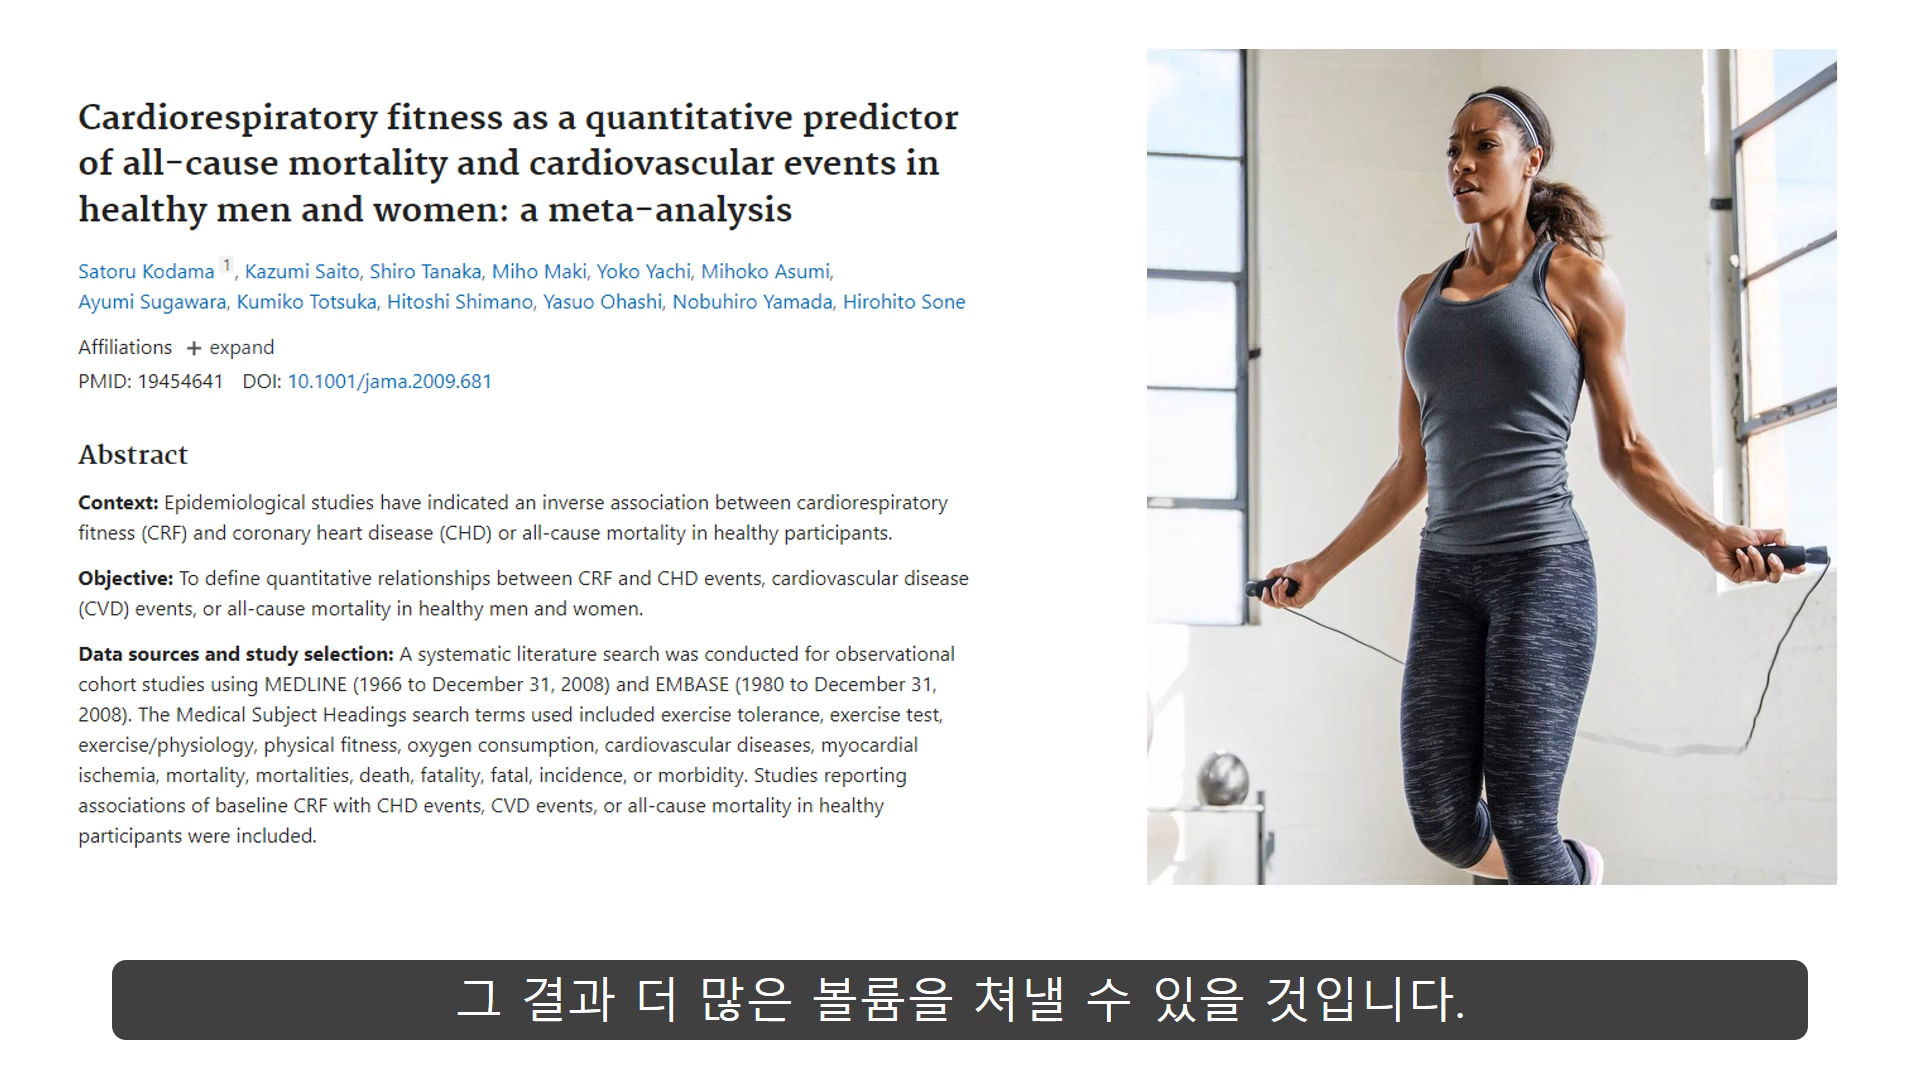 Cardiorespiratory fitness as a quantitative predictor
of all-cause mortality and cardiovascular events in
healthy men and women: a meta-analysis
Satoru Kodama 1, Kazumi Saito, Shiro Tanaka, Miho Maki, Yoko Yachi, Mihoko Asumi,
Ayumi Sugawara, Kumiko Totsuka, Hitoshi Shimano, Yasuo Ohashi, Nobuhiro Yamada, Hirohito Sone
Affiliations + expand
PMID: 19454641 DOI: 10.1001/jama.2009.681
Abstract
Context: Epidemiological studies have indicated an inverse association between cardiorespiratory
fitness (CRF) and coronary heart disease (CHD) or all-cause mortality in healthy participants.
Objective: To define quantitative relationships between CRF and CHD events, cardiovascular disease
(CVD) events, or all-cause mortality in healthy men and women.
Data sources and study selection: A systematic literature search was conducted for observational
cohort studies using MEDLINE (1966 to December 31, 2008) and EMBASE (1980 to December 31,
2008). The Medical Subject Headings search terms used included exercise tolerance, exercise test,
exercise/physiology, physical fitness, oxygen consumption, cardiovascular diseases, myocardial
ischemia, mortality, mortalities, death, fatality, fatal, incidence, or morbidity. Studies reporting
associations of baseline CRF with CHD events, CVD events, or all-cause mortality in healthy
participants were included.
그 결과 더 많은 볼륨을 쳐낼 수 있을 것입니다.